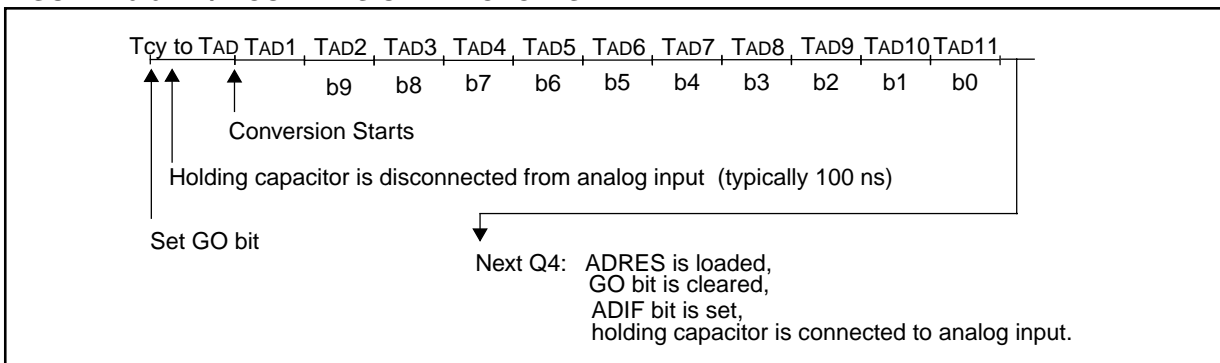 Tcy to TAD TAD1 TAD2 TAD3 TAD4 TAD5 TAD6 TAD7 TAD8 TAD9 TAD10 TAD11
b9 b8 b7 b6 b5 b4 b3 b2 b1 b0
Conversion Starts
Holding capacitor is disconnected from analog input (typically 100 ns)
Set GO bit
Next Q4: ADRES is loaded,
GO bit is cleared,
ADIF bit is set,
holding capacitor is connected to analog input.